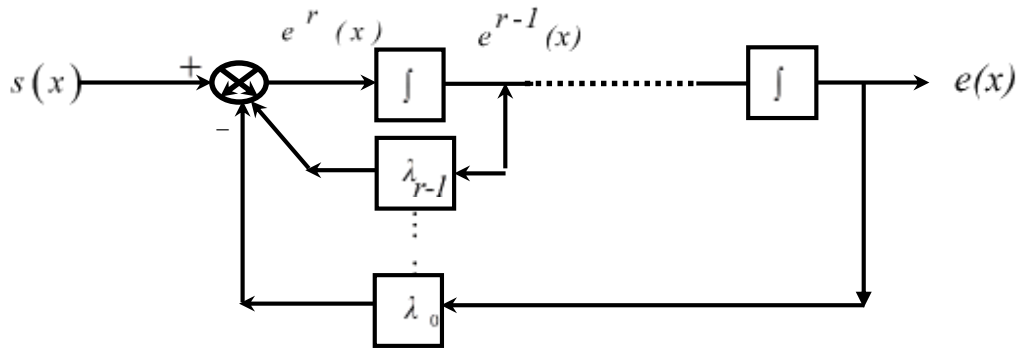 e^r (x) e^{r-1} (x)
s(x) + ∫ ∫ e(x)
−
λ_{r-1}
λ_0